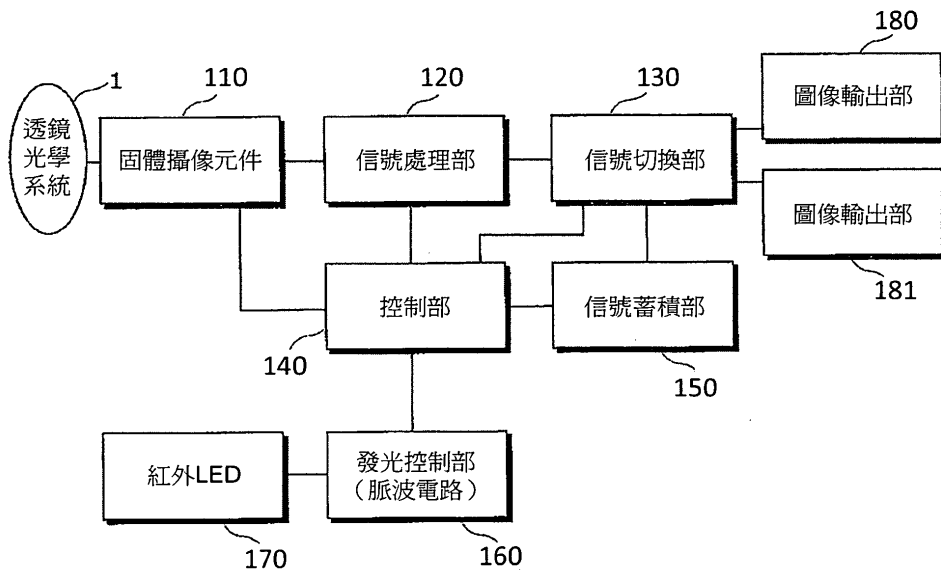 1
透鏡
光學
系統
110
固體攝像元件
120
信號處理部
130
信號切換部
180
圖像輸出部
圖像輸出部
181
控制部
140
信號蓄積部
150
紅外LED
170
發光控制部
(脈波電路)
160